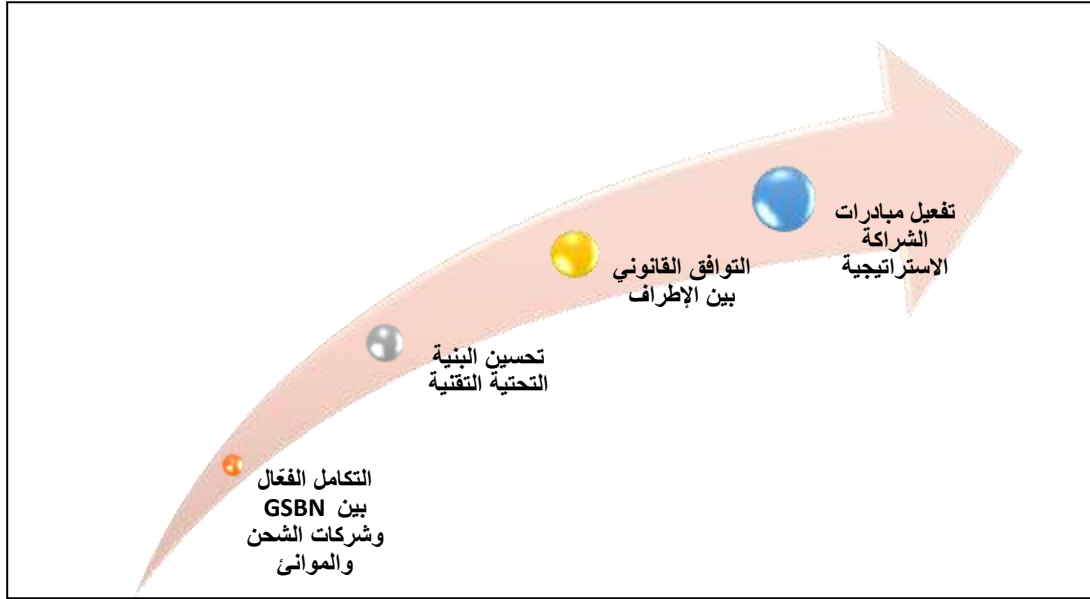 تفعيل مبادرات
الشراكة
الاستراتيجية
التوافق القانوني
بين الإطراف
تحسين البنية
التحتية التقنية
التكامل الفعّال
بين GSBN
وشركات الشحن
والموانئ